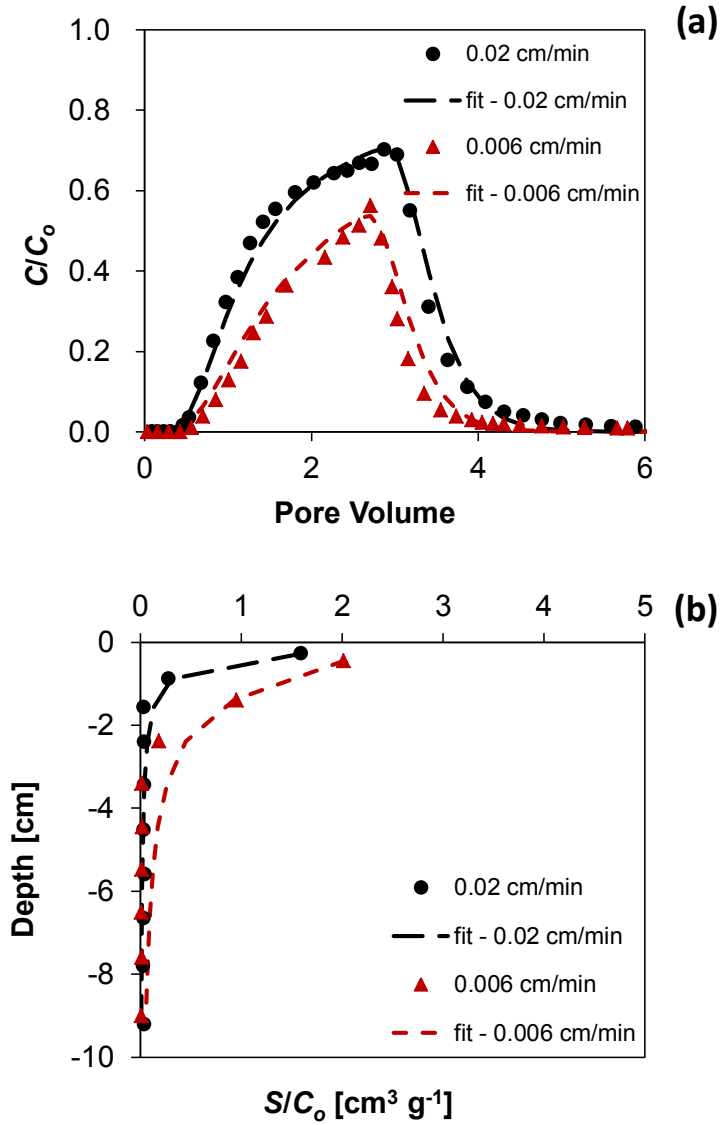 (a)
1.0
0.8
0.6
0.4
0.2
0.0
C/Co
0.02 cm/min
fit - 0.02 cm/min
0.006 cm/min
fit - 0.006 cm/min
0 2 4 6
Pore Volume
(b)
0 1 2 3 4 5
0
-2
-4
-6
-8
-10
Depth [cm]
0.02 cm/min
fit - 0.02 cm/min
0.006 cm/min
fit - 0.006 cm/min
S/Co [cm³ g⁻¹]